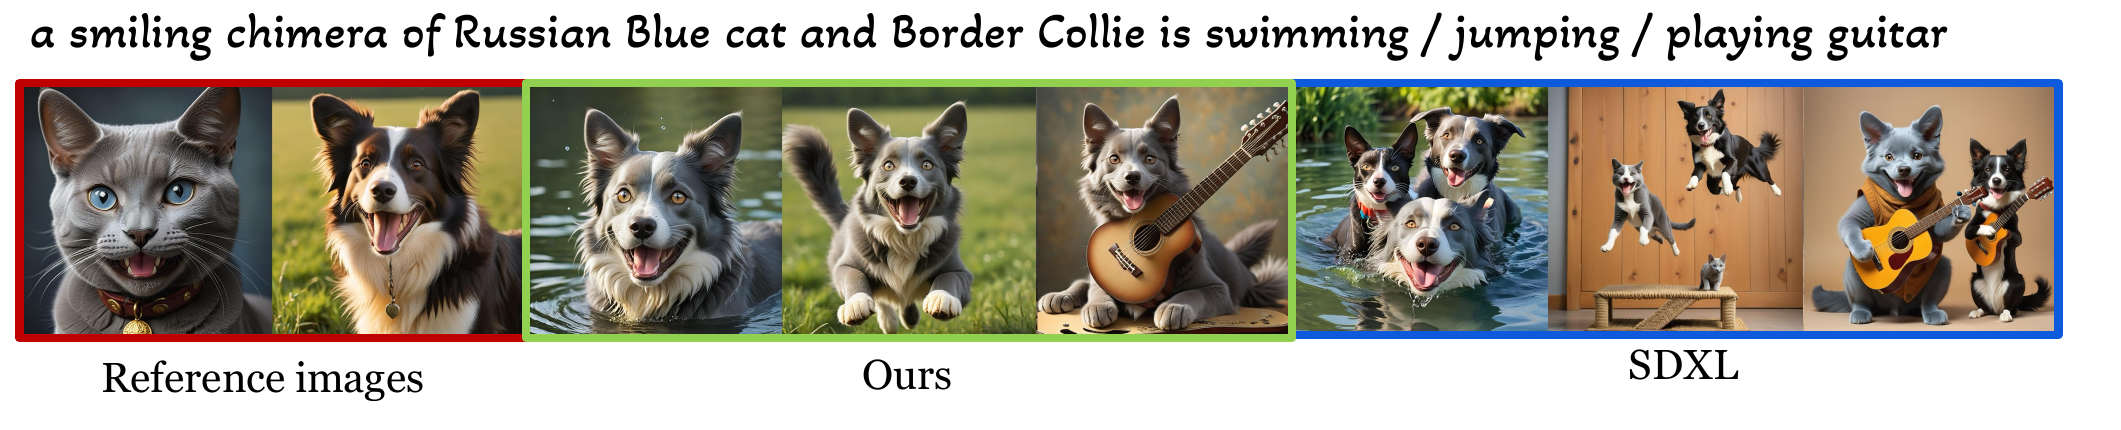 a smiling chimera of Russian Blue cat and Border Collie is swimming / jumping / playing guitar
Reference images
Ours
SDXL